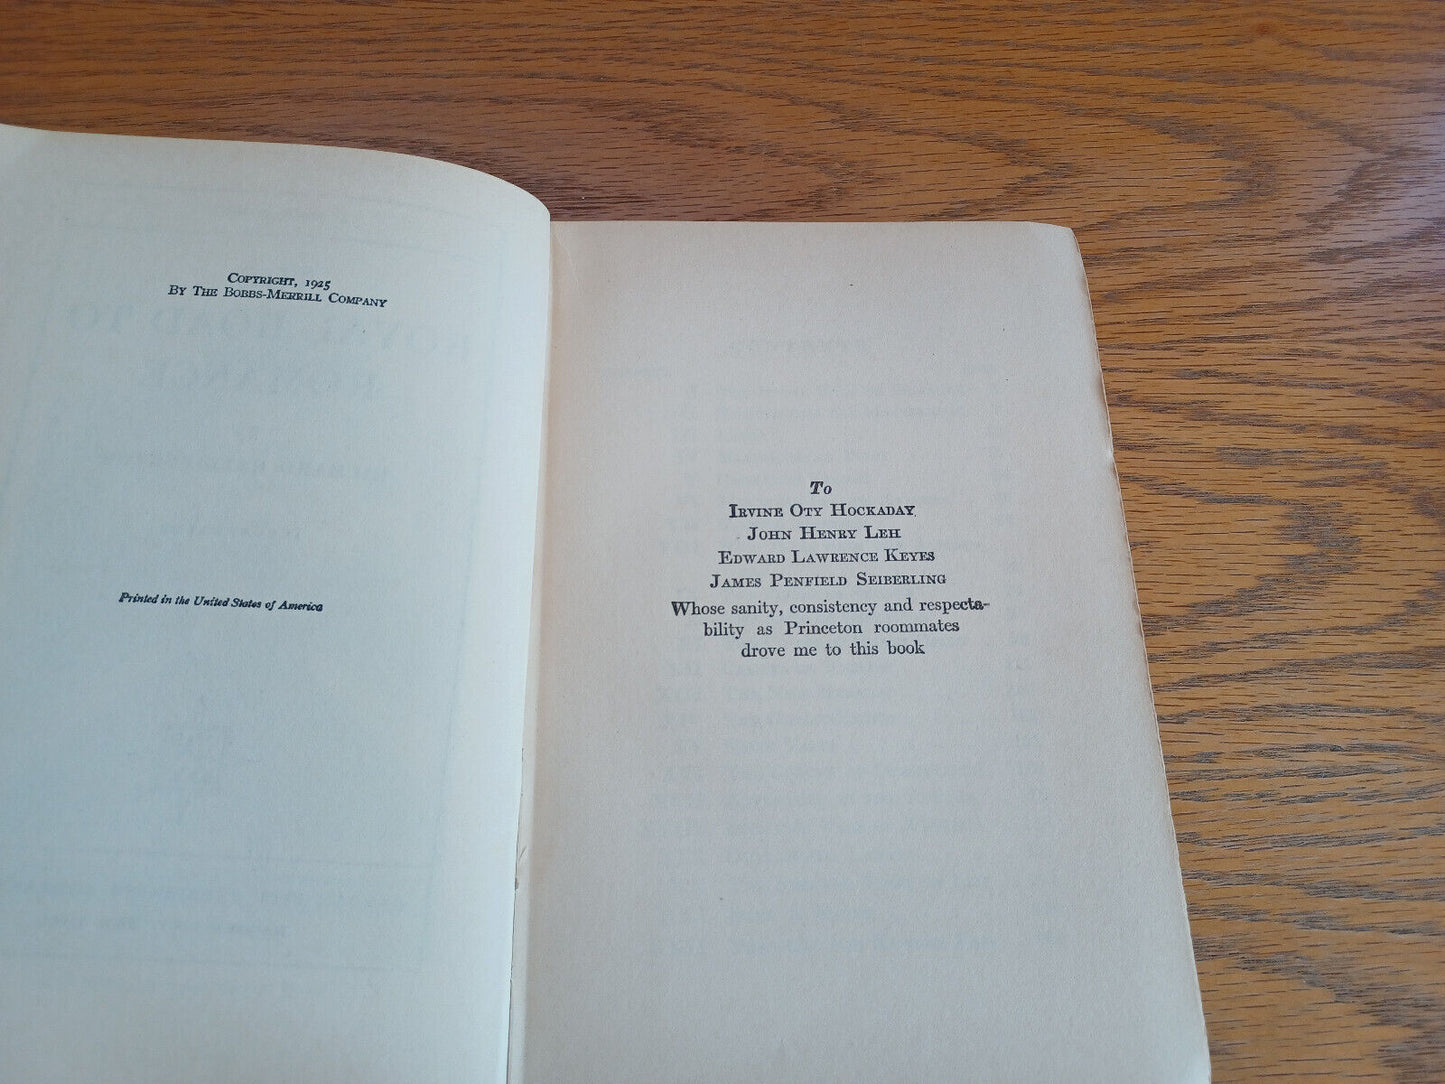 COPYRIGHT, 1925
BY THE BOBBS-MERRILL COMPANY
Printed in the United States of America
To
IRVINE OTY HOCKADAY
JOHN HENRY LEH
EDWARD LAWRENCE KEYES
JAMES PENFIELD SEIBERLING
Whose sanity, consistency and respecta-
bility as Princeton roommates
drove me to this book